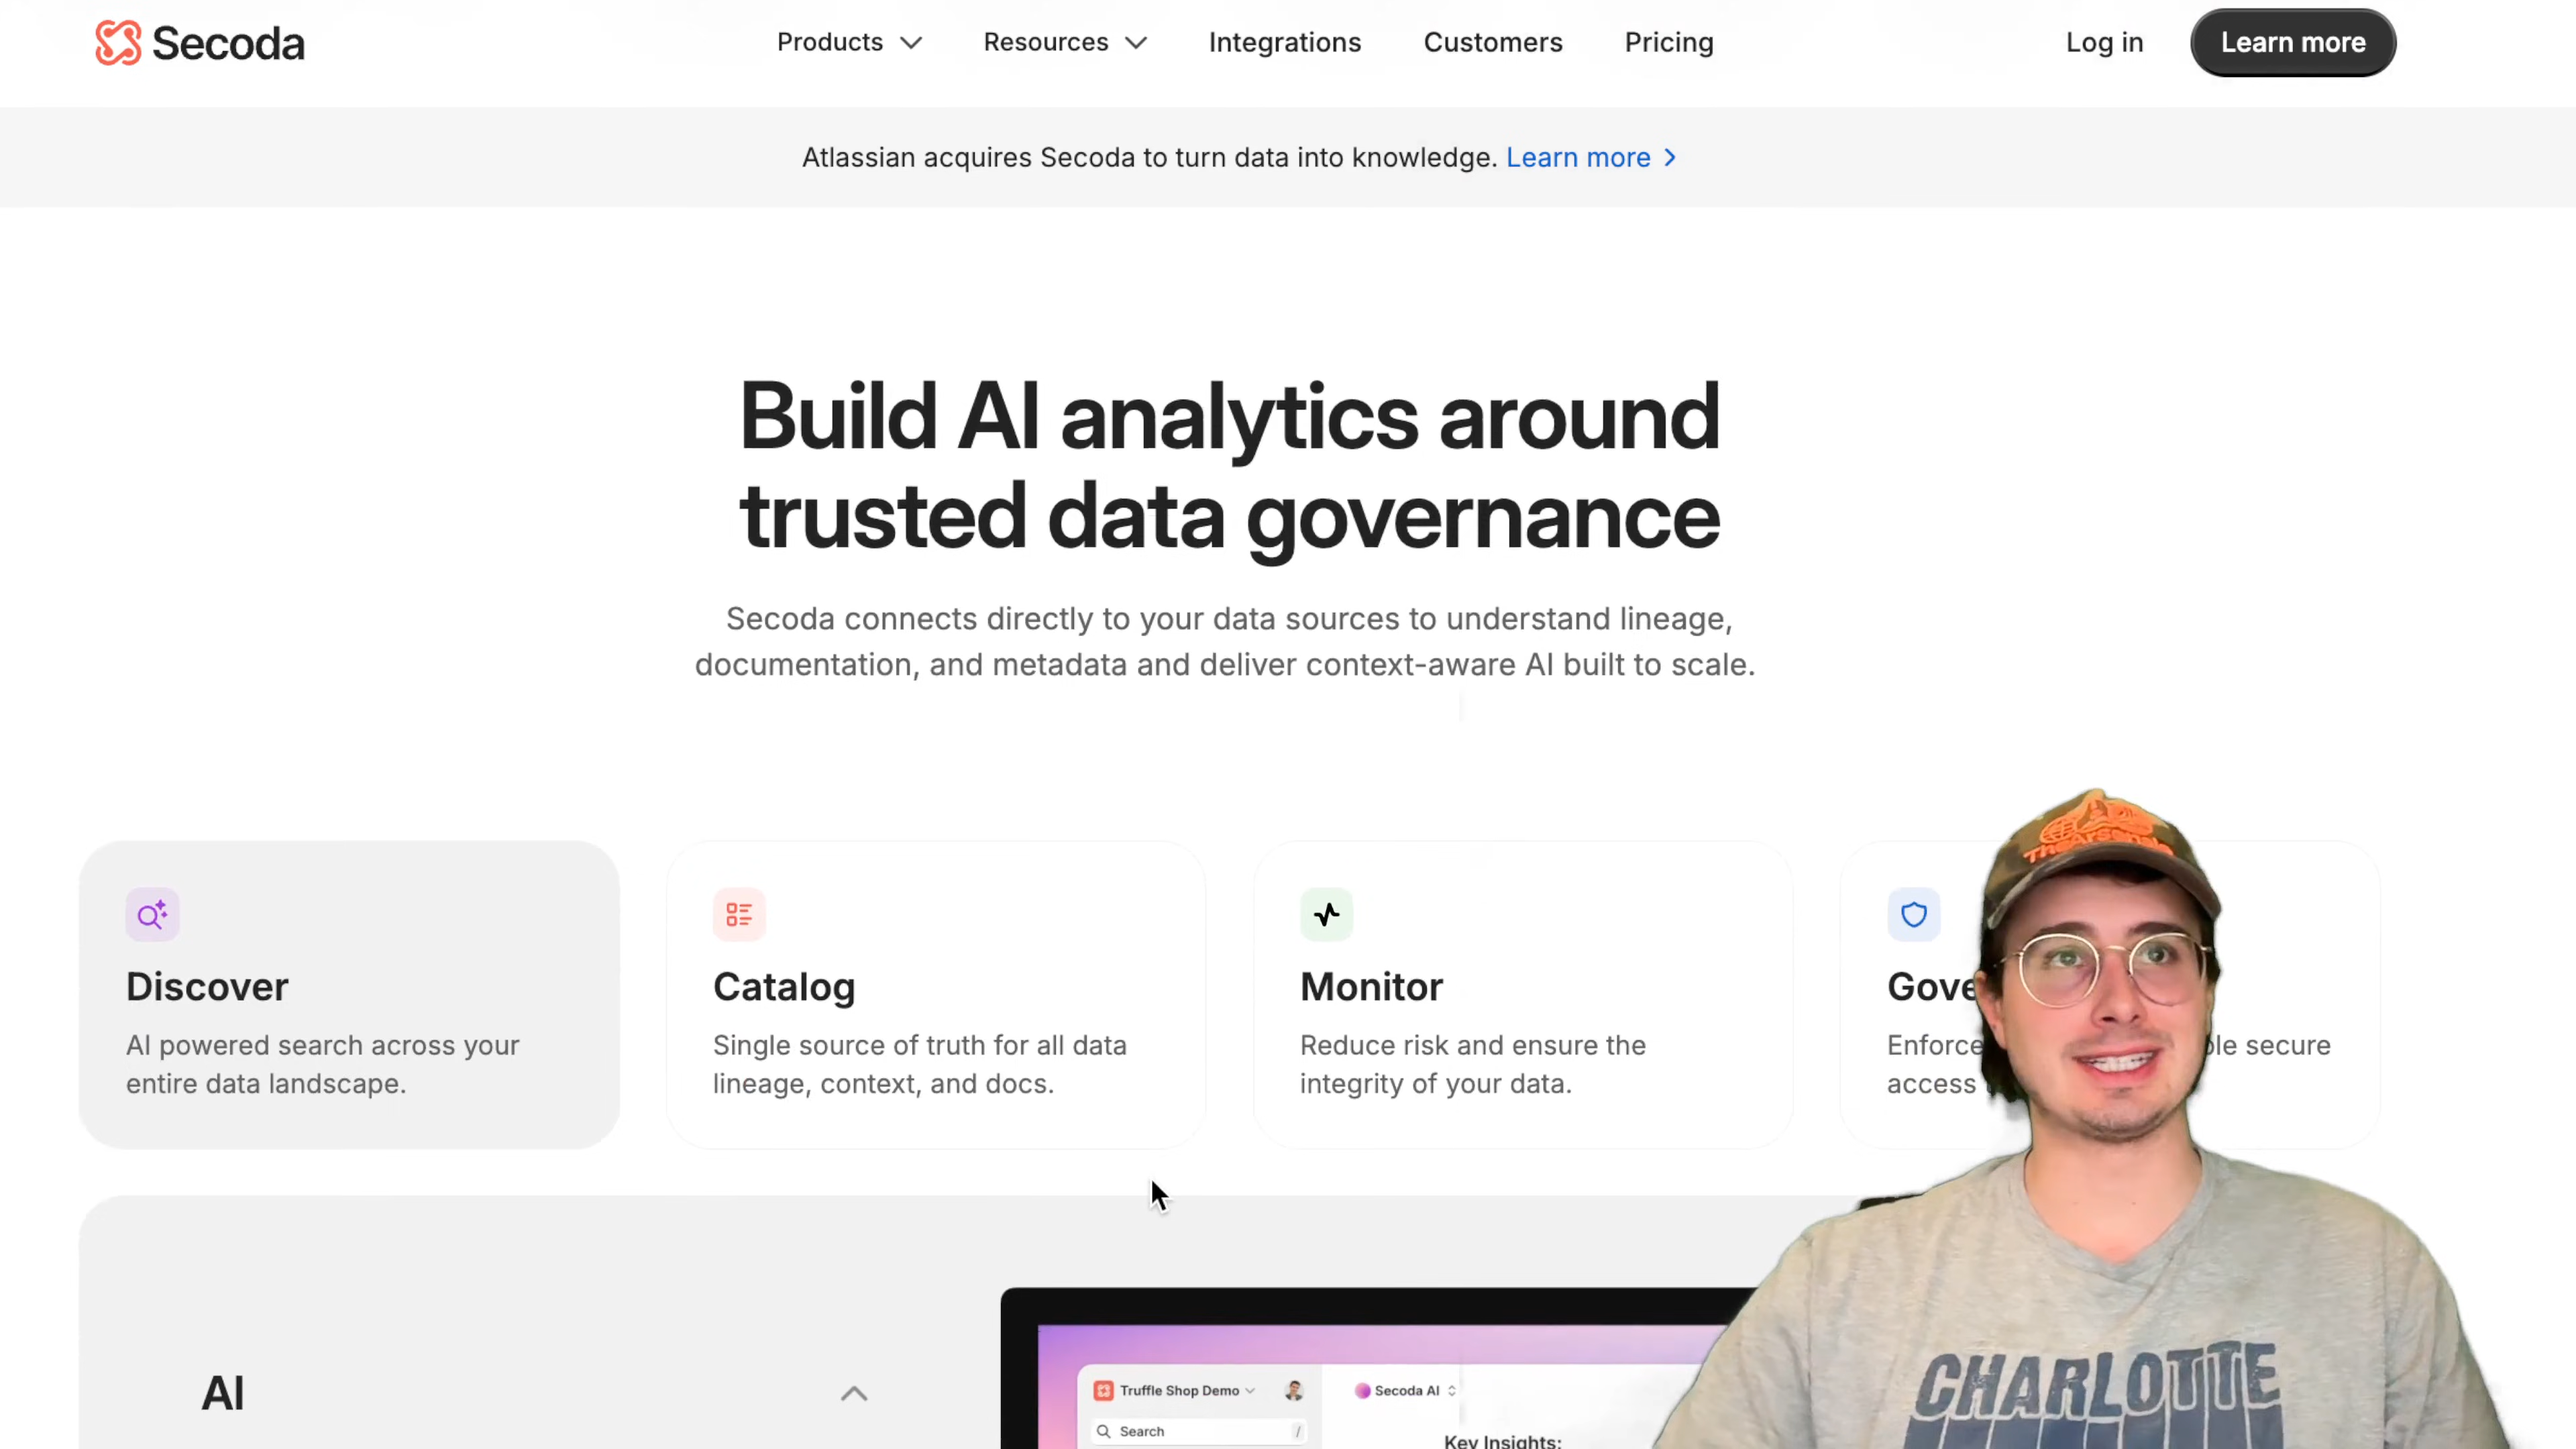 Secoda
Products
Resources
Integrations
Customers
Pricing
Log in
Learn more
Atlassian acquires Secoda to turn data into knowledge. Learn more
Build AI analytics around
trusted data governance
Secoda connects directly to your data sources to understand lineage,
documentation, and metadata and deliver context-aware AI built to scale.
Discover
AI powered search across your
entire data landscape.
Catalog
Single source of truth for all data
lineage, context, and docs.
Monitor
Reduce risk and ensure the
integrity of your data.
Gove
Enforce
secure
access
AI
Truffle Shop Demo
Secoda AI
Search
/
Key Insights:
CHARLOTTE